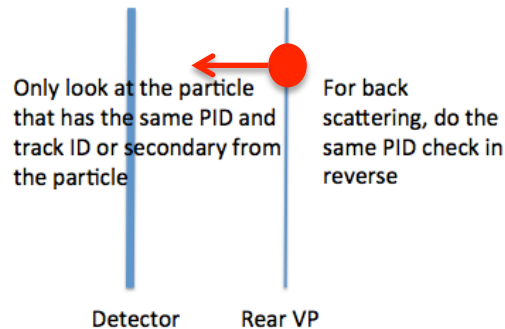 Only look at the particle
that has the same PID and
track ID or secondary from
the particle
For back
scattering, do the
same PID check in
reverse
Detector
Rear VP